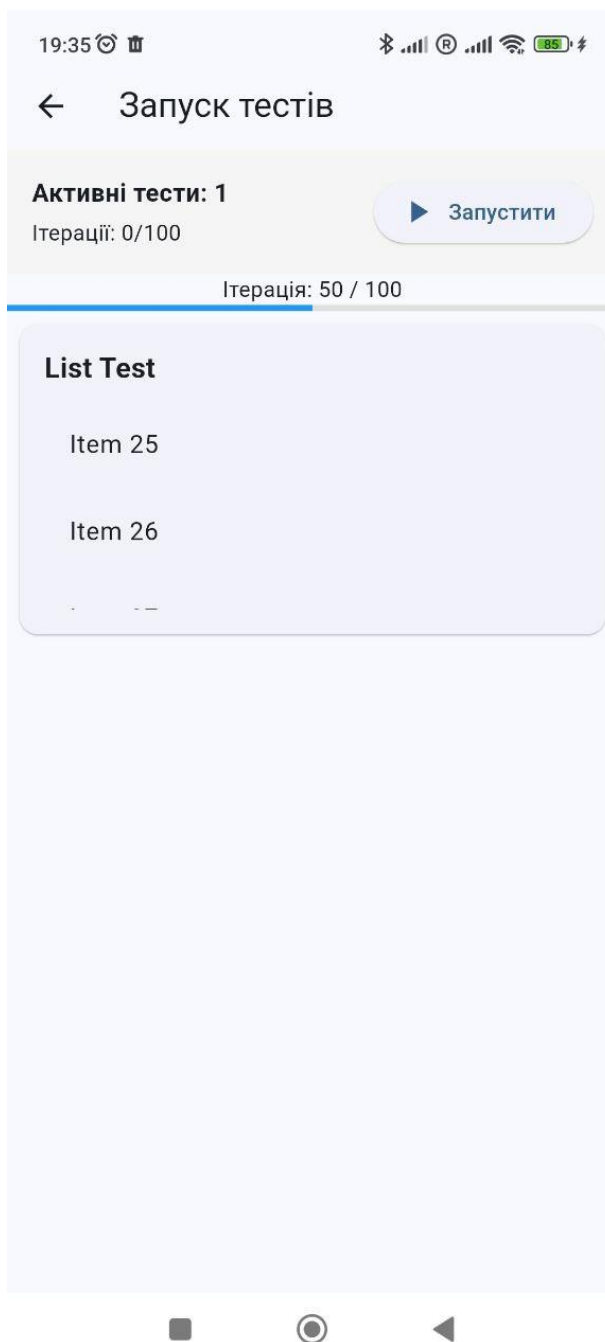 19:35
R
85
Запуск тестів
Активні тести: 1
Ітерації: 0/100
Запустити
Ітерація: 50 / 100
List Test
Item 25
Item 26